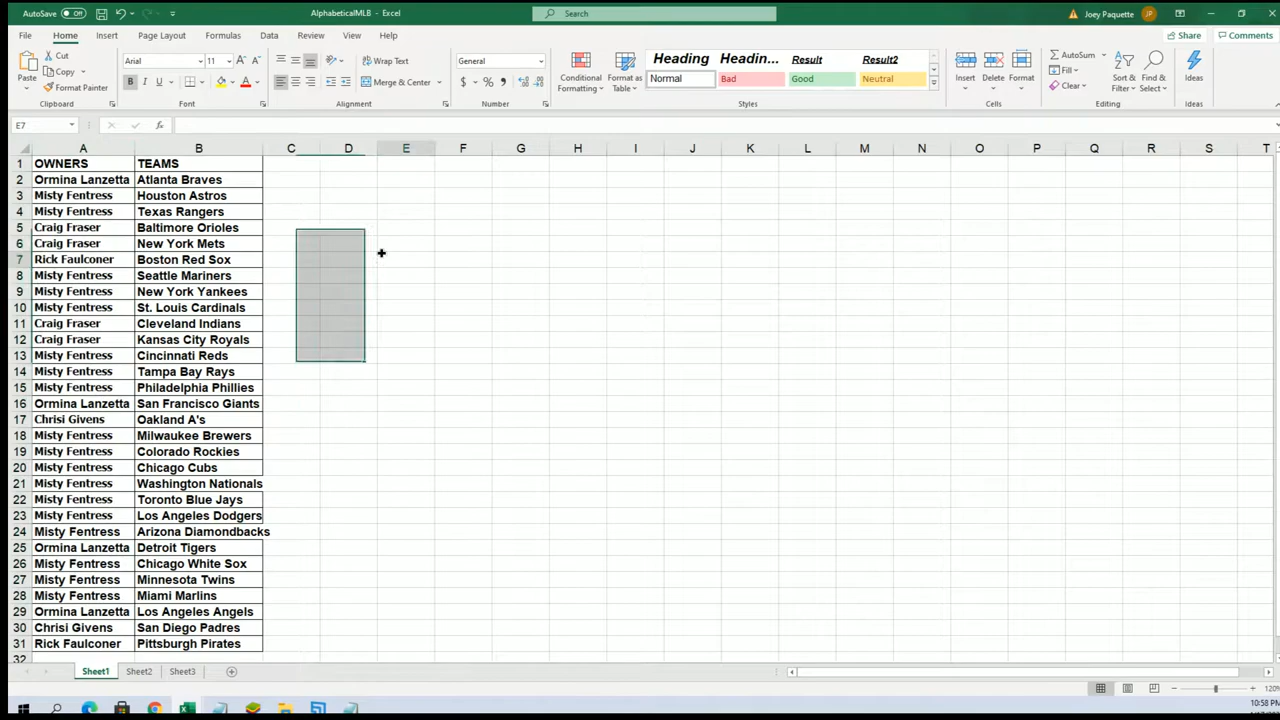 AutoSave Off AlphabeticalMLB - Excel Search Joey Paquette JP
File Home Insert Page Layout Formulas Data Review View Help Share Comments
Paste Cut Copy Format Painter Clipboard
Arial 11 A A B I U A Font
Wrap Text Merge & Center Alignment
General $ % Number
Conditional Formatting Format as Table
Heading Headin... Result Result2
Normal Bad Good Neutral
Styles
Insert Delete Format Cells
AutoSum Fill Clear Sort & Filter Find & Select Editing
Ideas Ideas
E7 fx
A B C D E F G H I J K L M N O P Q R S T
1 OWNERS TEAMS
2 Ormina Lanzetta Atlanta Braves
3 Misty Fentress Houston Astros
4 Misty Fentress Texas Rangers
5 Craig Fraser Baltimore Orioles
6 Craig Fraser New York Mets
7 Rick Faulconer Boston Red Sox
8 Misty Fentress Seattle Mariners
9 Misty Fentress New York Yankees
10 Misty Fentress St. Louis Cardinals
11 Craig Fraser Cleveland Indians
12 Craig Fraser Kansas City Royals
13 Misty Fentress Cincinnati Reds
14 Misty Fentress Tampa Bay Rays
15 Misty Fentress Philadelphia Phillies
16 Ormina Lanzetta San Francisco Giants
17 Chrisi Givens Oakland A's
18 Misty Fentress Milwaukee Brewers
19 Misty Fentress Colorado Rockies
20 Misty Fentress Chicago Cubs
21 Misty Fentress Washington Nationals
22 Misty Fentress Toronto Blue Jays
23 Misty Fentress Los Angeles Dodgers
24 Misty Fentress Arizona Diamondbacks
25 Ormina Lanzetta Detroit Tigers
26 Misty Fentress Chicago White Sox
27 Misty Fentress Minnesota Twins
28 Misty Fentress Miami Marlins
29 Ormina Lanzetta Los Angeles Angels
30 Chrisi Givens San Diego Padres
31 Rick Faulconer Pittsburgh Pirates
32
Sheet1 Sheet2 Sheet3
120%
10:58 PM